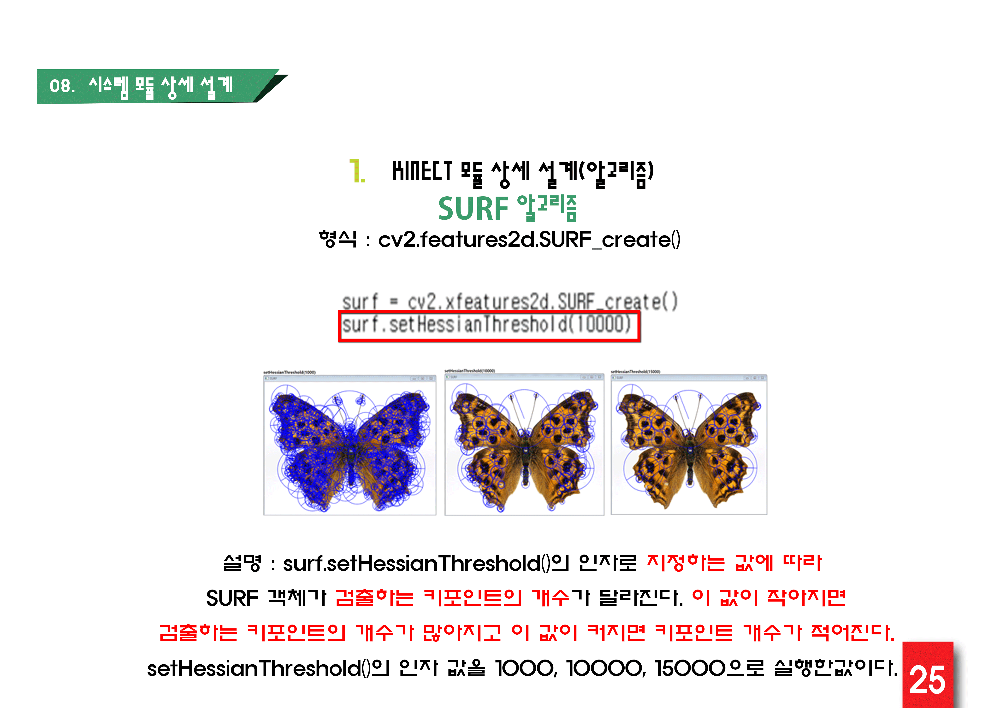 08. 시스템 모듈 상세 설계
1. KINECT 모듈 상세 설계(알고리즘)
SURF 알고리즘
형식 : cv2.features2d.SURF_create()
surf = cv2.xfeatures2d.SURF_create()
surf.setHessianThreshold(10000)
setHessianThreshold(1000)
SURF
setHessianThreshold(10000)
SURF
setHessianThreshold(15000)
SURF
설명 : surf.setHessianThreshold()의 인자로 지정하는 값에 따라
SURF 객체가 검출하는 키포인트의 개수가 달라진다. 이 값이 작아지면
검출하는 키포인트의 개수가 많아지고 이 값이 커지면 키포인트 개수가 적어진다.
setHessianThreshold()의 인자 값을 1000, 10000, 15000으로 실행한값이다.
25